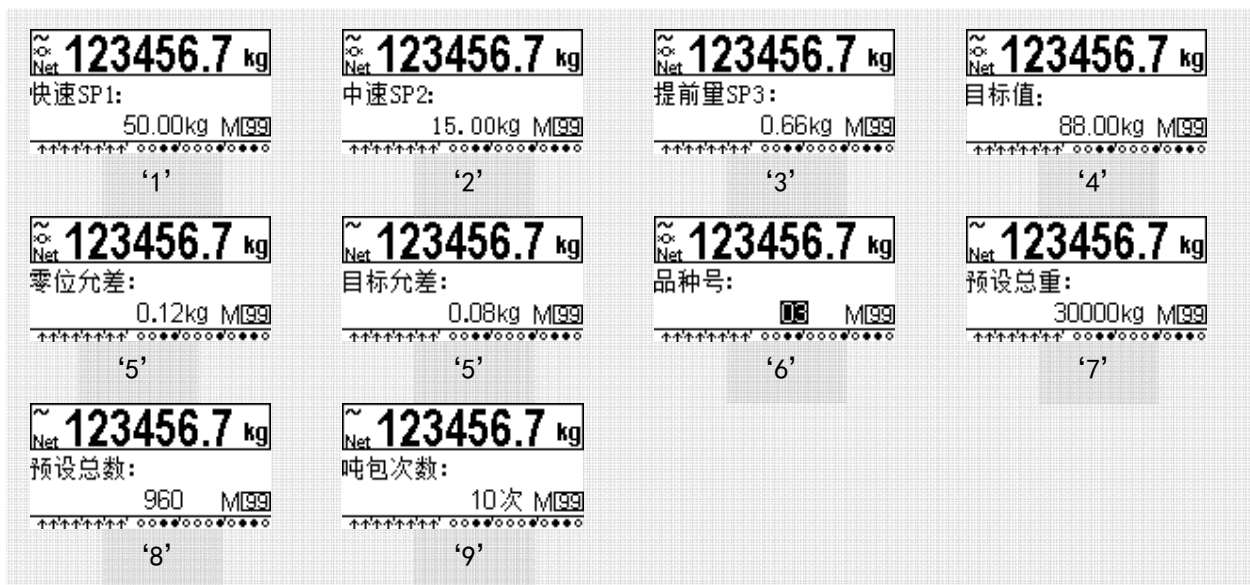 ~ Net 123456.7 kg
快速SP1:
50.00kg M99
‘1’
~ Net 123456.7 kg
中速SP2:
15.00kg M99
‘2’
~ Net 123456.7 kg
提前量SP3:
0.66kg M99
‘3’
~ Net 123456.7 kg
目标值:
88.00kg M99
‘4’
~ Net 123456.7 kg
零位允差:
0.12kg M99
‘5’
~ Net 123456.7 kg
目标允差:
0.08kg M99
‘5’
~ Net 123456.7 kg
品种号:
03 M99
‘6’
~ Net 123456.7 kg
预设总重:
30000kg M99
‘7’
~ Net 123456.7 kg
预设总数:
960 M99
‘8’
~ Net 123456.7 kg
吨包次数:
10次 M99
‘9’